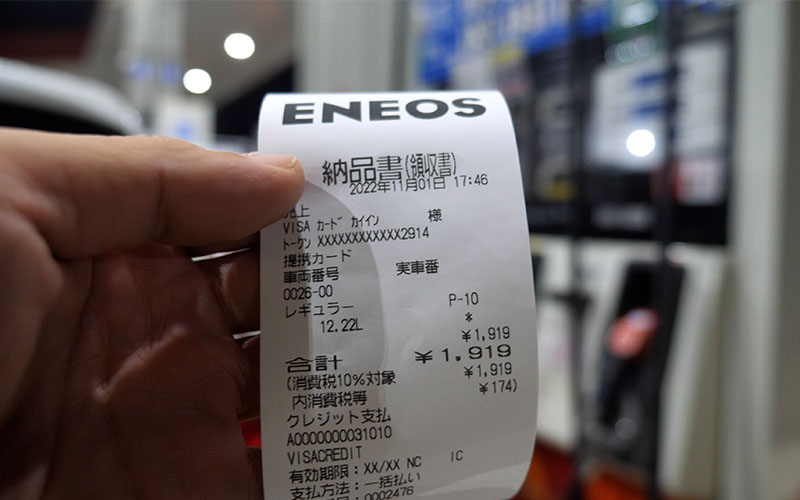 ENEOS
納品書(領収書)
2022年11月01日 17:46
上
VISA カード カイイン 様
トークン XXXXXXXXXXXX2914
提携カード
車両番号 実車番
0026-00
レギュラー P-10
12.22L *
¥1,919
合計 ¥1,919
(消費税10%対象 ¥1,919
内消費税等 ¥174)
クレジット支払
A0000000031010
VISACREDIT
有効期限:XX/XX NC IC
支払方法:一括払い
0002476